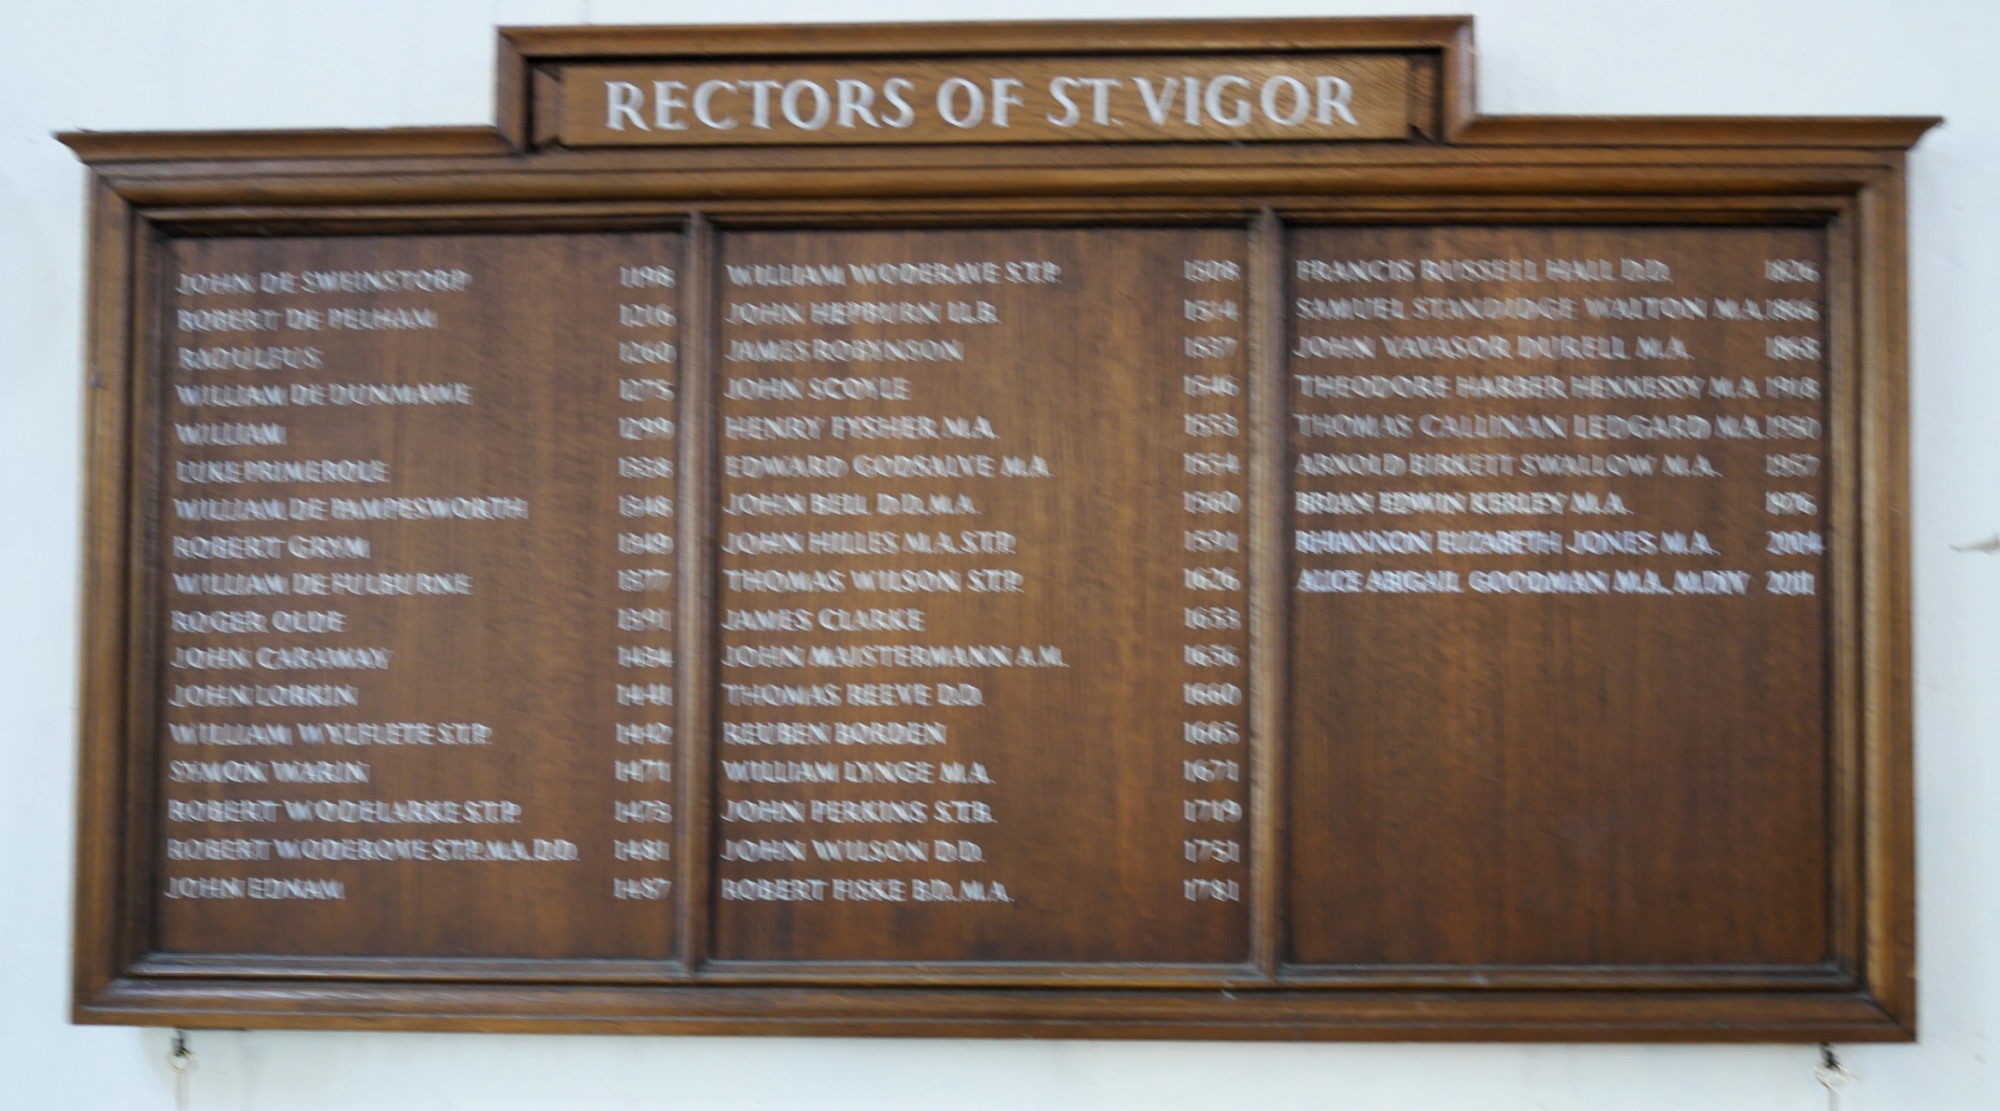 RECTORS OF ST. VIGOR
JOHN DE SWEINSTORP 1198
ROBERT DE PELHAM 1216
RADULFUS 1260
WILLIAM DE DUNMAWE 1275
WILLIAM 1299
LUKE PRIMEROLE 1338
WILLIAM DE PAMPESWORTH 1348
ROBERT GRYM 1349
WILLIAM DE FULBURNE 1377
ROGER OLDE 1391
JOHN CARAWAY 1434
JOHN LORKIN 1441
WILLIAM WYLFLETE S.T.P. 1442
SYMON WARIN 1471
ROBERT WODELARKE S.T.P. 1473
ROBERT WODEROVE S.T.P. M.A. D.D. 1481
JOHN EDNAM 1487
WILLIAM WODERAVE S.T.P. 1508
JOHN HEPBURN LL.B. 1514
JAMES ROBYNSON 1537
JOHN SCOYLE 1546
HENRY FYSHER M.A. 1553
EDWARD GODSALVE M.A. 1554
JOHN BELL D.D. M.A. 1560
JOHN HILLES M.A. S.T.P. 1591
THOMAS WILSON S.T.P. 1626
JAMES CLARKE 1653
JOHN MAISTERMANN A.M. 1656
THOMAS REEVE D.D. 1660
REUBEN BORDEN 1665
WILLIAM LYNGE M.A. 1671
JOHN PERKINS S.T.B. 1719
JOHN WILSON D.D. 1751
ROBERT FISKE B.D. M.A. 1781
FRANCIS RUSSELL HALL D.D. 1826
SAMUEL STANDIDGE WALTON M.A. 1866
JOHN VAVASOR DURELL M.A. 1868
THEODORE HARBER HENNESSY M.A 1918
THOMAS CALLINAN LEDGARD M.A. 1950
ARNOLD BIRKETT SWALLOW M.A. 1957
BRIAN EDWIN KERLEY M.A. 1976
RHIANNON ELIZABETH JONES M.A. 2004
ALICE ABIGAIL GOODMAN M.A., M.DIV 2011